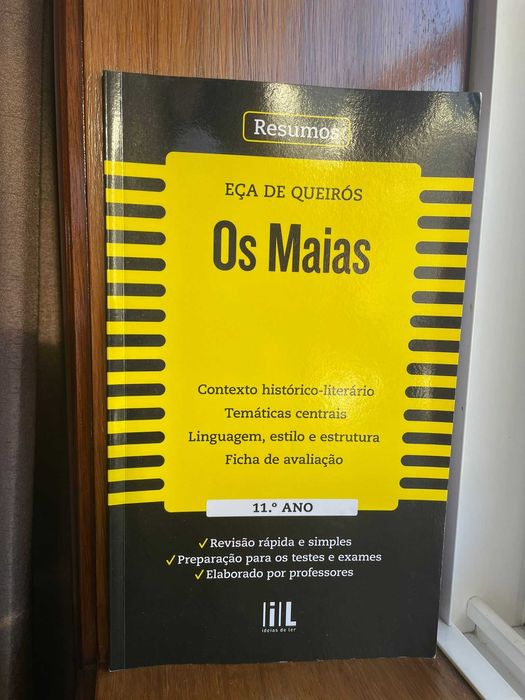 Resumos
EÇA DE QUEIRÓS
Os Maias
Contexto histórico-literário
Temáticas centrais
Linguagem, estilo e estrutura
Ficha de avaliação
11.º ANO
✓Revisão rápida e simples
✓Preparação para os testes e exames
✓Elaborado por professores
|i|L
ideias de ler